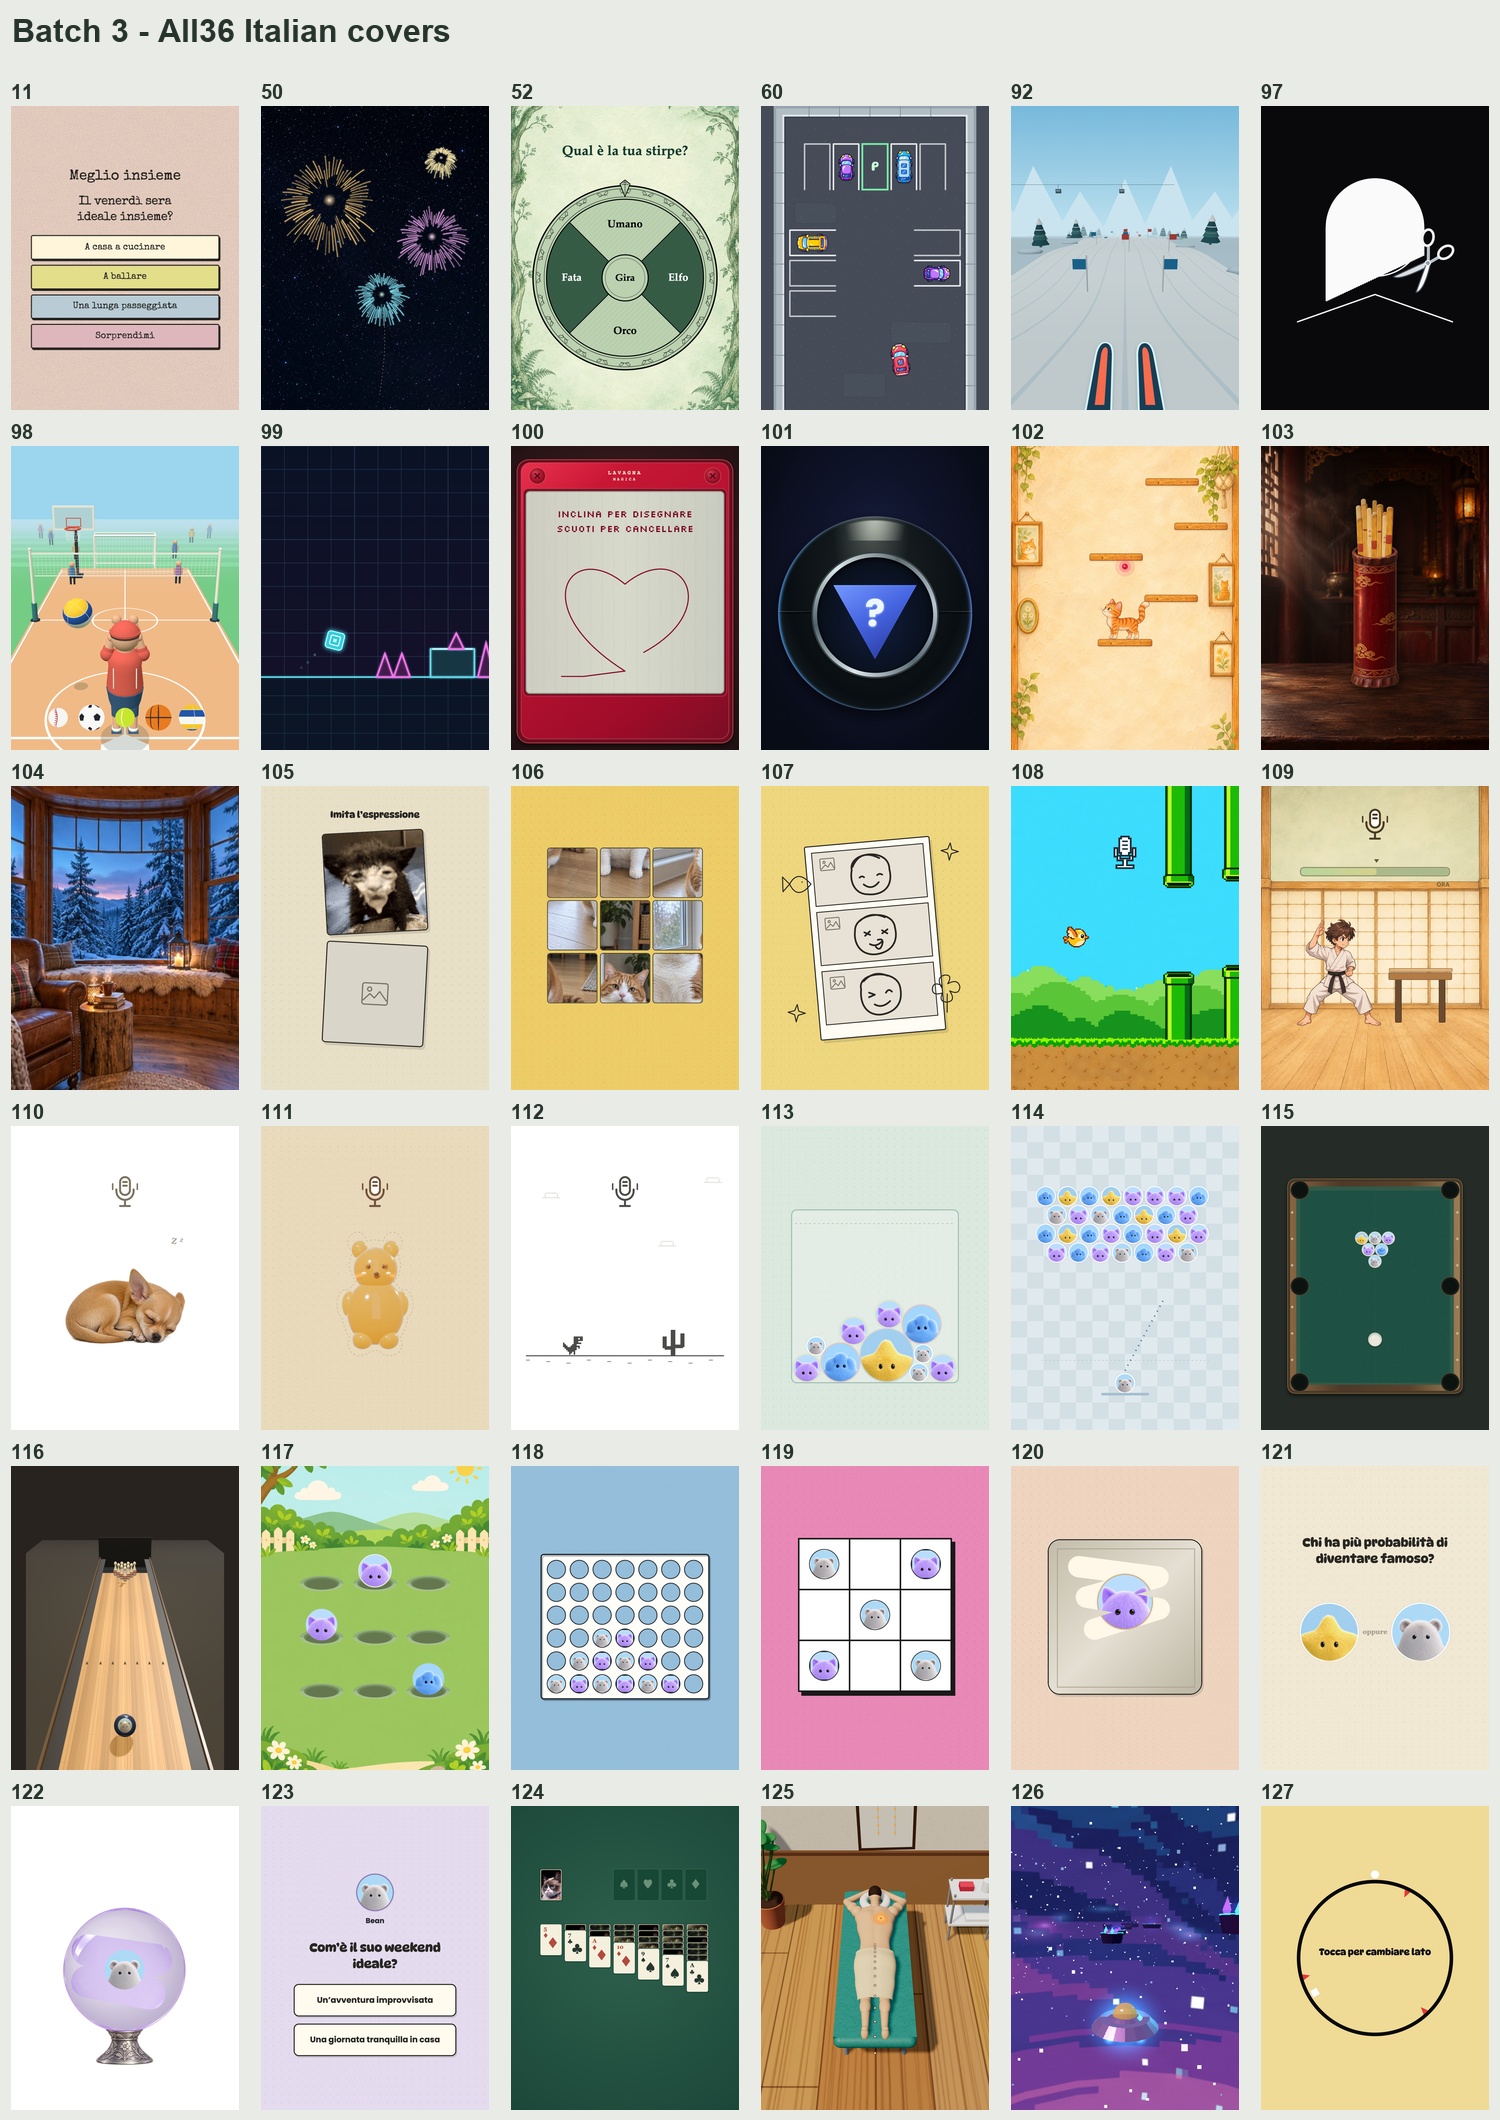 Batch 3 - All36 Italian covers
11
50
52
60
92
97
Meglio insieme
Il venerdì sera
ideale insieme?
A casa a cucinare
A ballare
Una lunga passeggiata
Sorprendimi
Qual è la tua stirpe?
Umano
Fata
Gira
Elfo
Orco
P
98
99
100
101
102
103
LAVAGNA
MAGICA
INCLINA PER DISEGNARE
SCUOTI PER CANCELLARE
?
104
105
106
107
108
109
Imita l'espressione
ORA
110
111
112
113
114
115
z z
116
117
118
119
120
121
Chi ha più probabilità di
diventare famoso?
oppure
122
123
124
125
126
127
Bean
Com'è il suo weekend
ideale?
Un'avventura improvvisata
Una giornata tranquilla in casa
Tocca per cambiare lato